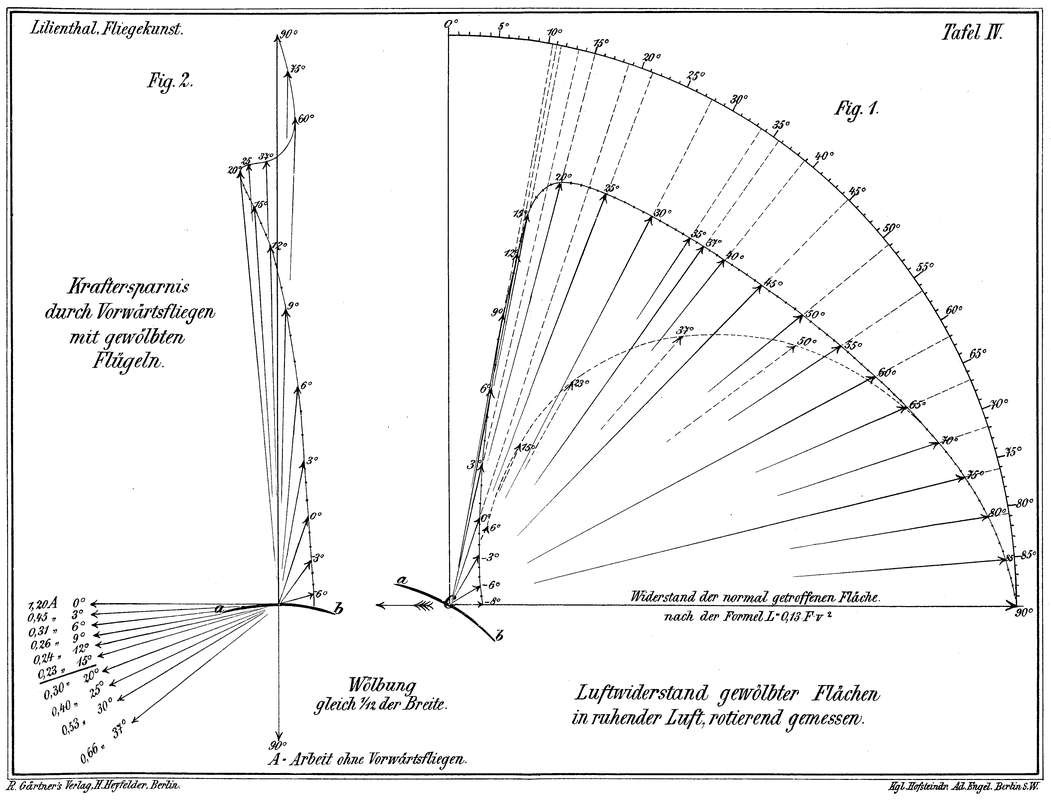 Lilienthal, Fliegekunst.
Tafel IV.
Fig. 2.
90°
75°
60°
37°
25
20°
15°
12°
9°
6°
3°
0°
-3°
-6°
Kraftersparnis
durch Vorwärtsfliegen
mit gewölbten
Flügeln.
a
b
1,20 A 0°
0,45 " 3°
0,31 " 6°
0,26 " 9°
0,24 " 12°
0,23 " 15°
0,30 " 20°
0,40 " 25°
0,53 " 30°
0,66 " 37°
90°
A = Arbeit ohne Vorwärtsfliegen.
Wölbung
gleich 1/12 der Breite.
Fig. 1.
0°
5°
10°
15°
20°
25°
30°
35°
40°
45°
50°
55°
60°
65°
70°
75°
80°
85°
90°
20°
25°
30°
35°
37°
40°
45°
50°
55°
60°
65°
70°
75°
80°
85
15°
12°
9°
6°
3°
0°
-3°
-6°
-8°
37°
50°
23°
15°
6°
a
b
Widerstand der normal getroffenen Fläche.
nach der Formel L=0,13 F·v²
Luftwiderstand gewölbter Flächen
in ruhender Luft, rotierend gemessen.
R. Gärtner's Verlag, H. Heyfelder, Berlin.
Kgl. Hofsteindr. Ad. Engel. Berlin S.W.